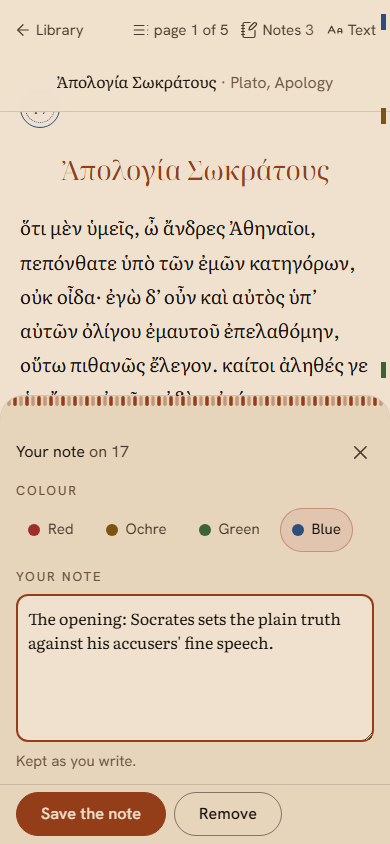 Library
page 1 of 5
Notes 3
Aa Text
Ἀπολογία Σωκράτους · Plato, Apology
Ἀπολογία Σωκράτους
ὅτι μὲν ὑμεῖς, ὦ ἄνδρες Ἀθηναῖοι,
πεπόνθατε ὑπὸ τῶν ἐμῶν κατηγόρων,
οὐκ οἶδα· ἐγὼ δ’ οὖν καὶ αὐτὸς ὑπ’
αὐτῶν ὀλίγου ἐμαυτοῦ ἐπελαθόμην,
οὕτω πιθανῶς ἔλεγον. καίτοι ἀληθές γε
Your note on 17
COLOUR
Red
Ochre
Green
Blue
YOUR NOTE
The opening: Socrates sets the plain truth
against his accusers' fine speech.
Kept as you write.
Save the note
Remove